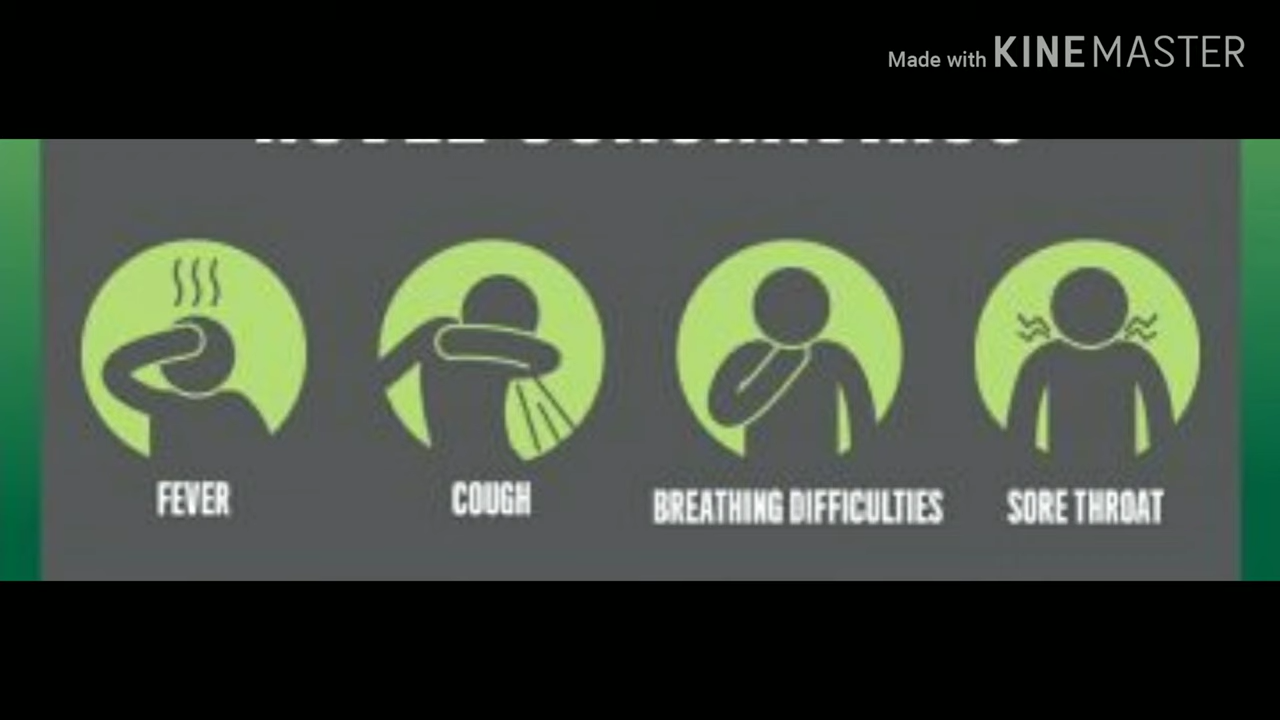 Made with KINEMASTER
FEVER
COUGH
BREATHING DIFFICULTIES
SORE THROAT